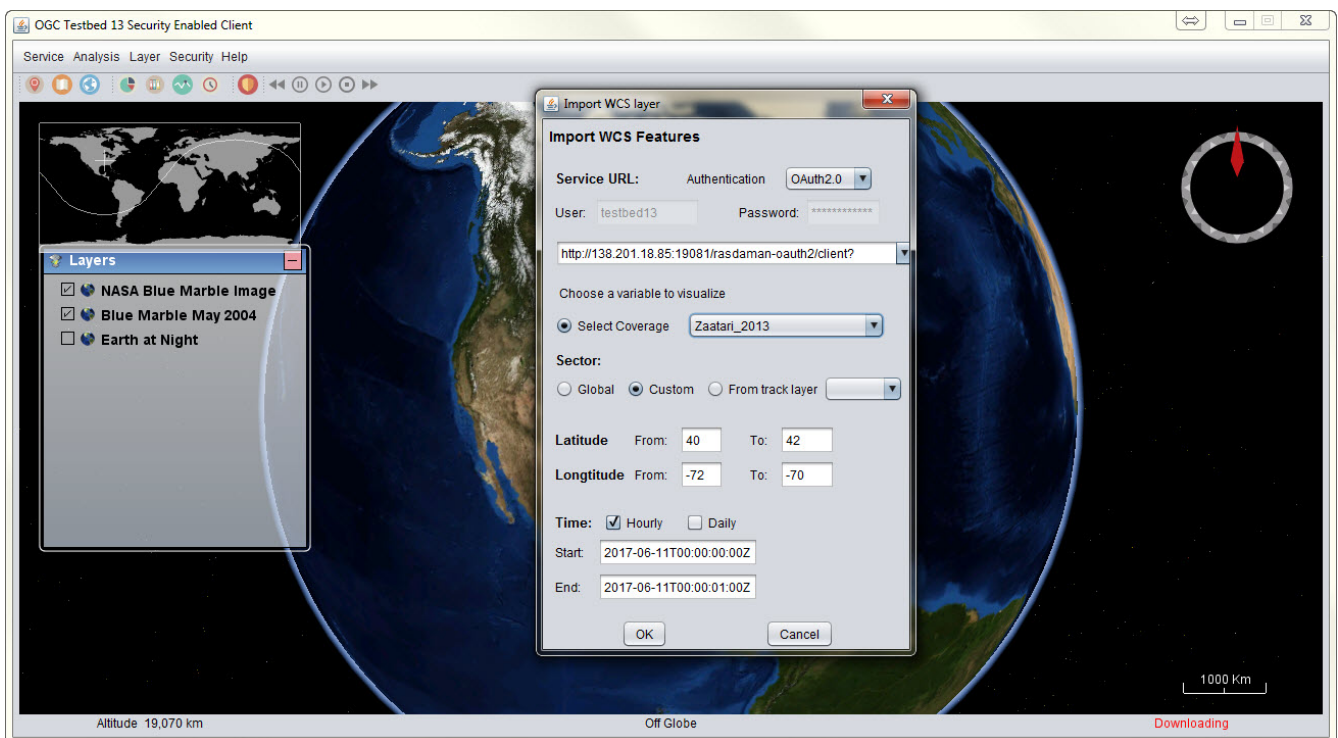 OGC Testbed 13 Security Enabled Client
Service Analysis Layer Security Help
Layers
NASA Blue Marble Image
Blue Marble May 2004
Earth at Night
Import WCS layer
Import WCS Features
Service URL: Authentication OAuth2.0
User: testbed13 Password: ************
http://138.201.18.85:19081/rasdaman-oauth2/client?
Choose a variable to visualize
Select Coverage Zaatari_2013
Sector:
Global Custom From track layer
Latitude From: 40 To: 42
Longtitude From: -72 To: -70
Time: Hourly Daily
Start: 2017-06-11T00:00:00:00Z
End: 2017-06-11T00:00:01:00Z
OK Cancel
1000 Km
Altitude 19,070 km Off Globe Downloading